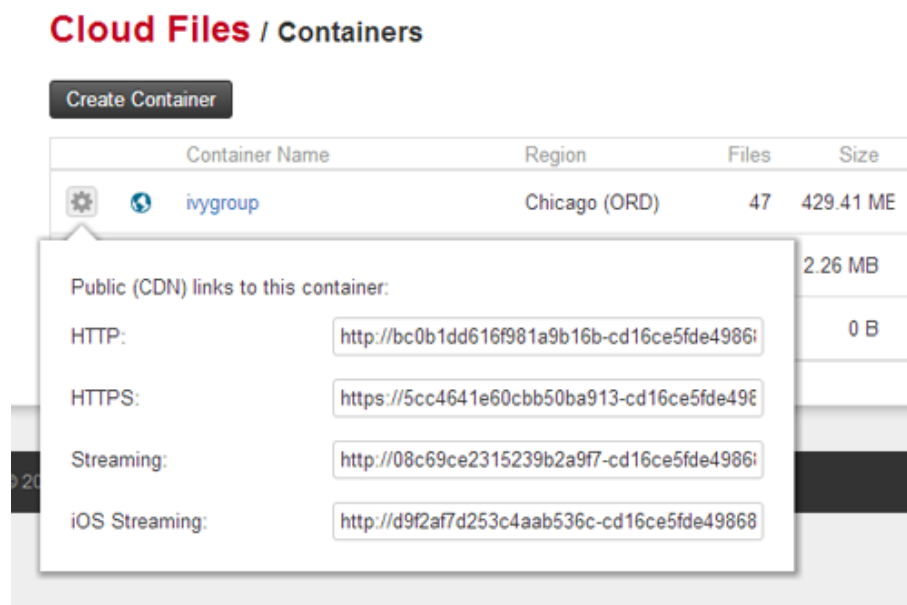 Cloud Files / Containers
Create Container
Container Name Region Files Size
ivygroup Chicago (ORD) 47 429.41 ME
2.26 MB
0 B
Public (CDN) links to this container:
HTTP: http://bc0b1dd616f981a9b16b-cd16ce5fde4986
HTTPS: https://5cc4641e60cbb50ba913-cd16ce5fde498
Streaming: http://08c69ce2315239b2a9f7-cd16ce5fde4986
iOS Streaming: http://d9f2af7d253c4aab536c-cd16ce5fde49868
20